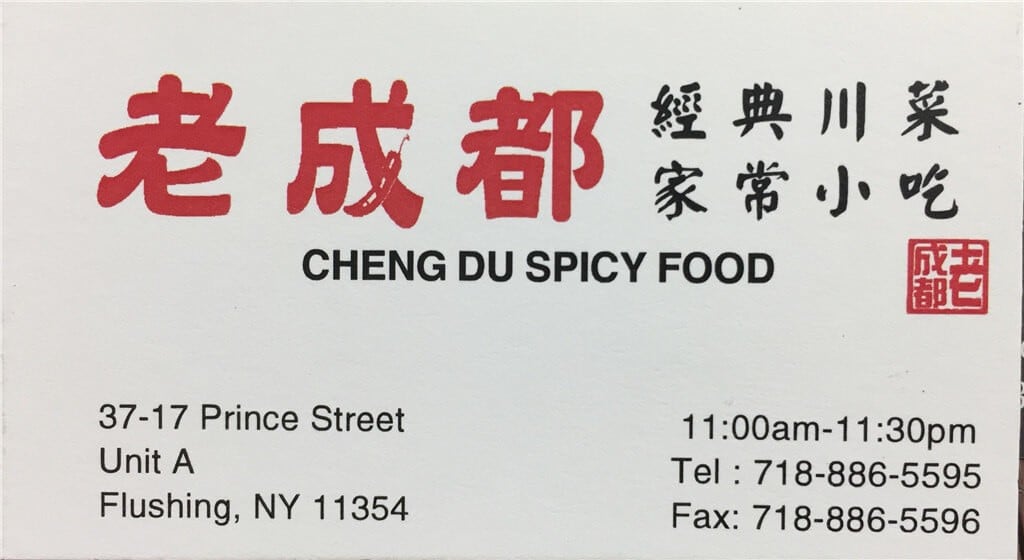 老成都
經典川菜
家常小吃
CHENG DU SPICY FOOD
老成都
37-17 Prince Street
Unit A
Flushing, NY 11354
11:00am-11:30pm
Tel : 718-886-5595
Fax: 718-886-5596